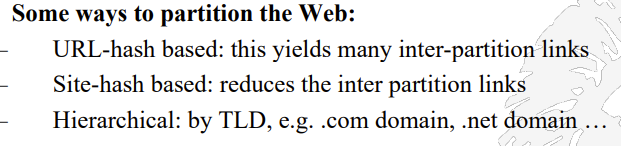 Some ways to partition the Web:
– URL-hash based: this yields many inter-partition links
– Site-hash based: reduces the inter partition links
– Hierarchical: by TLD, e.g. .com domain, .net domain …